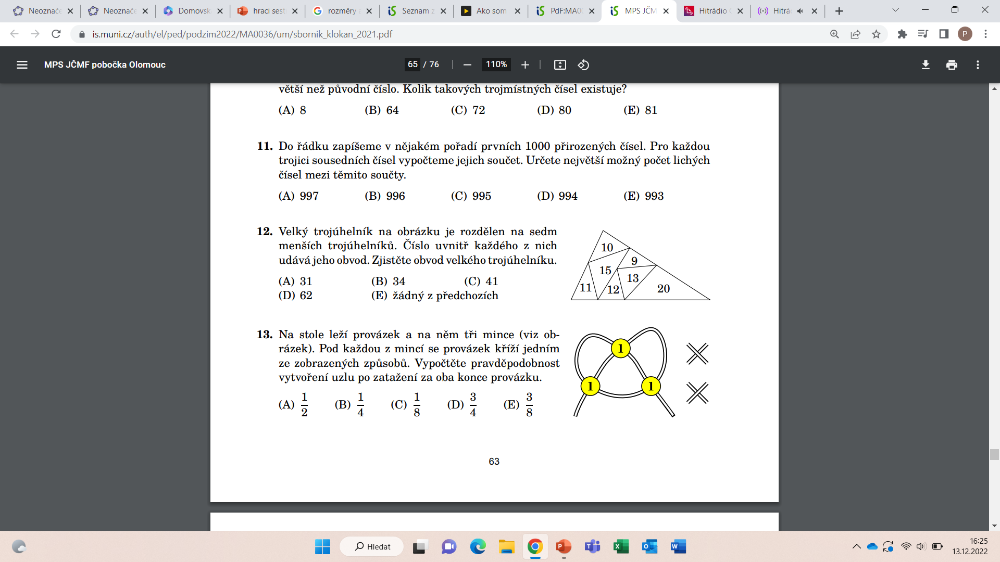 Neoznače
Neoznače
Domovsk
hraci sest
rozměry a
Seznam z
Ako som
PdF:MA00
MPS JČM
Hitrádio
Hitrá
is.muni.cz/auth/el/ped/podzim2022/MA0036/um/sbornik_klokan_2021.pdf
P
MPS JČMF pobočka Olomouc
65 / 76
110%
větší než původní číslo. Kolik takových trojmístných čísel existuje?
(A) 8 (B) 64 (C) 72 (D) 80 (E) 81
11. Do řádku zapíšeme v nějakém pořadí prvních 1000 přirozených čísel. Pro každou
trojici sousedních čísel vypočteme jejich součet. Určete největší možný počet lichých
čísel mezi těmito součty.
(A) 997 (B) 996 (C) 995 (D) 994 (E) 993
12. Velký trojúhelník na obrázku je rozdělen na sedm
menších trojúhelníků. Číslo uvnitř každého z nich
udává jeho obvod. Zjistěte obvod velkého trojúhelníku.
(A) 31 (B) 34 (C) 41
(D) 62 (E) žádný z předchozích
10
9
15
13
11
12
20
13. Na stole leží provázek a na něm tři mince (viz ob-
rázek). Pod každou z mincí se provázek kříží jedním
ze zobrazených způsobů. Vypočtěte pravděpodobnost
vytvoření uzlu po zatažení za oba konce provázku.
(A) 1/2 (B) 1/4 (C) 1/8 (D) 3/4 (E) 3/8
1
1
1
63
Hledat
16:25
13.12.2022